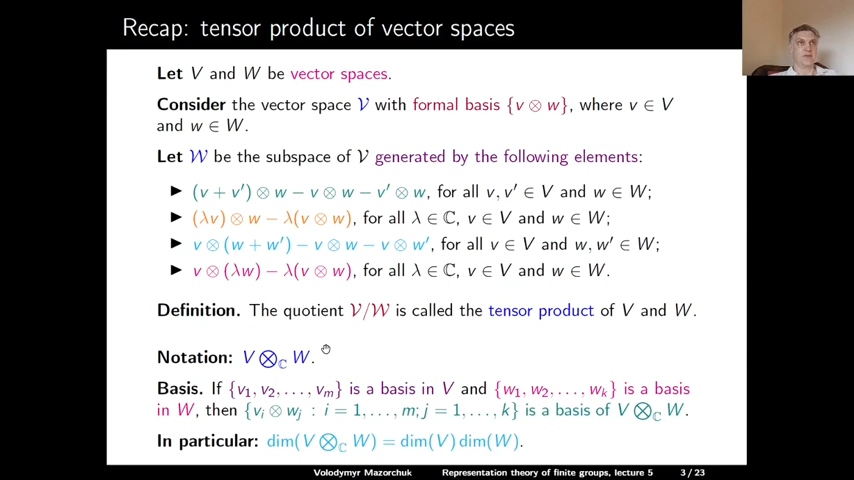 Recap: tensor product of vector spaces
Let V and W be vector spaces.
Consider the vector space 𝒱 with formal basis {v ⊗ w}, where v ∈ V
and w ∈ W.
Let 𝒲 be the subspace of 𝒱 generated by the following elements:
▶ (v + v′) ⊗ w − v ⊗ w − v′ ⊗ w, for all v, v′ ∈ V and w ∈ W;
▶ (λv) ⊗ w − λ(v ⊗ w), for all λ ∈ ℂ, v ∈ V and w ∈ W;
▶ v ⊗ (w + w′) − v ⊗ w − v ⊗ w′, for all v ∈ V and w, w′ ∈ W;
▶ v ⊗ (λw) − λ(v ⊗ w), for all λ ∈ ℂ, v ∈ V and w ∈ W.
Definition. The quotient 𝒱/𝒲 is called the tensor product of V and W.
Notation: V ⨂_ℂ W.
Basis. If {v₁, v₂, . . . , vₘ} is a basis in V and {w₁, w₂, . . . , wₖ} is a basis
in W, then {vᵢ ⊗ wⱼ : i = 1, . . . , m; j = 1, . . . , k} is a basis of V ⨂_ℂ W.
In particular: dim(V ⨂_ℂ W) = dim(V) dim(W).
Volodymyr Mazorchuk Representation theory of finite groups, lecture 5 3 / 23